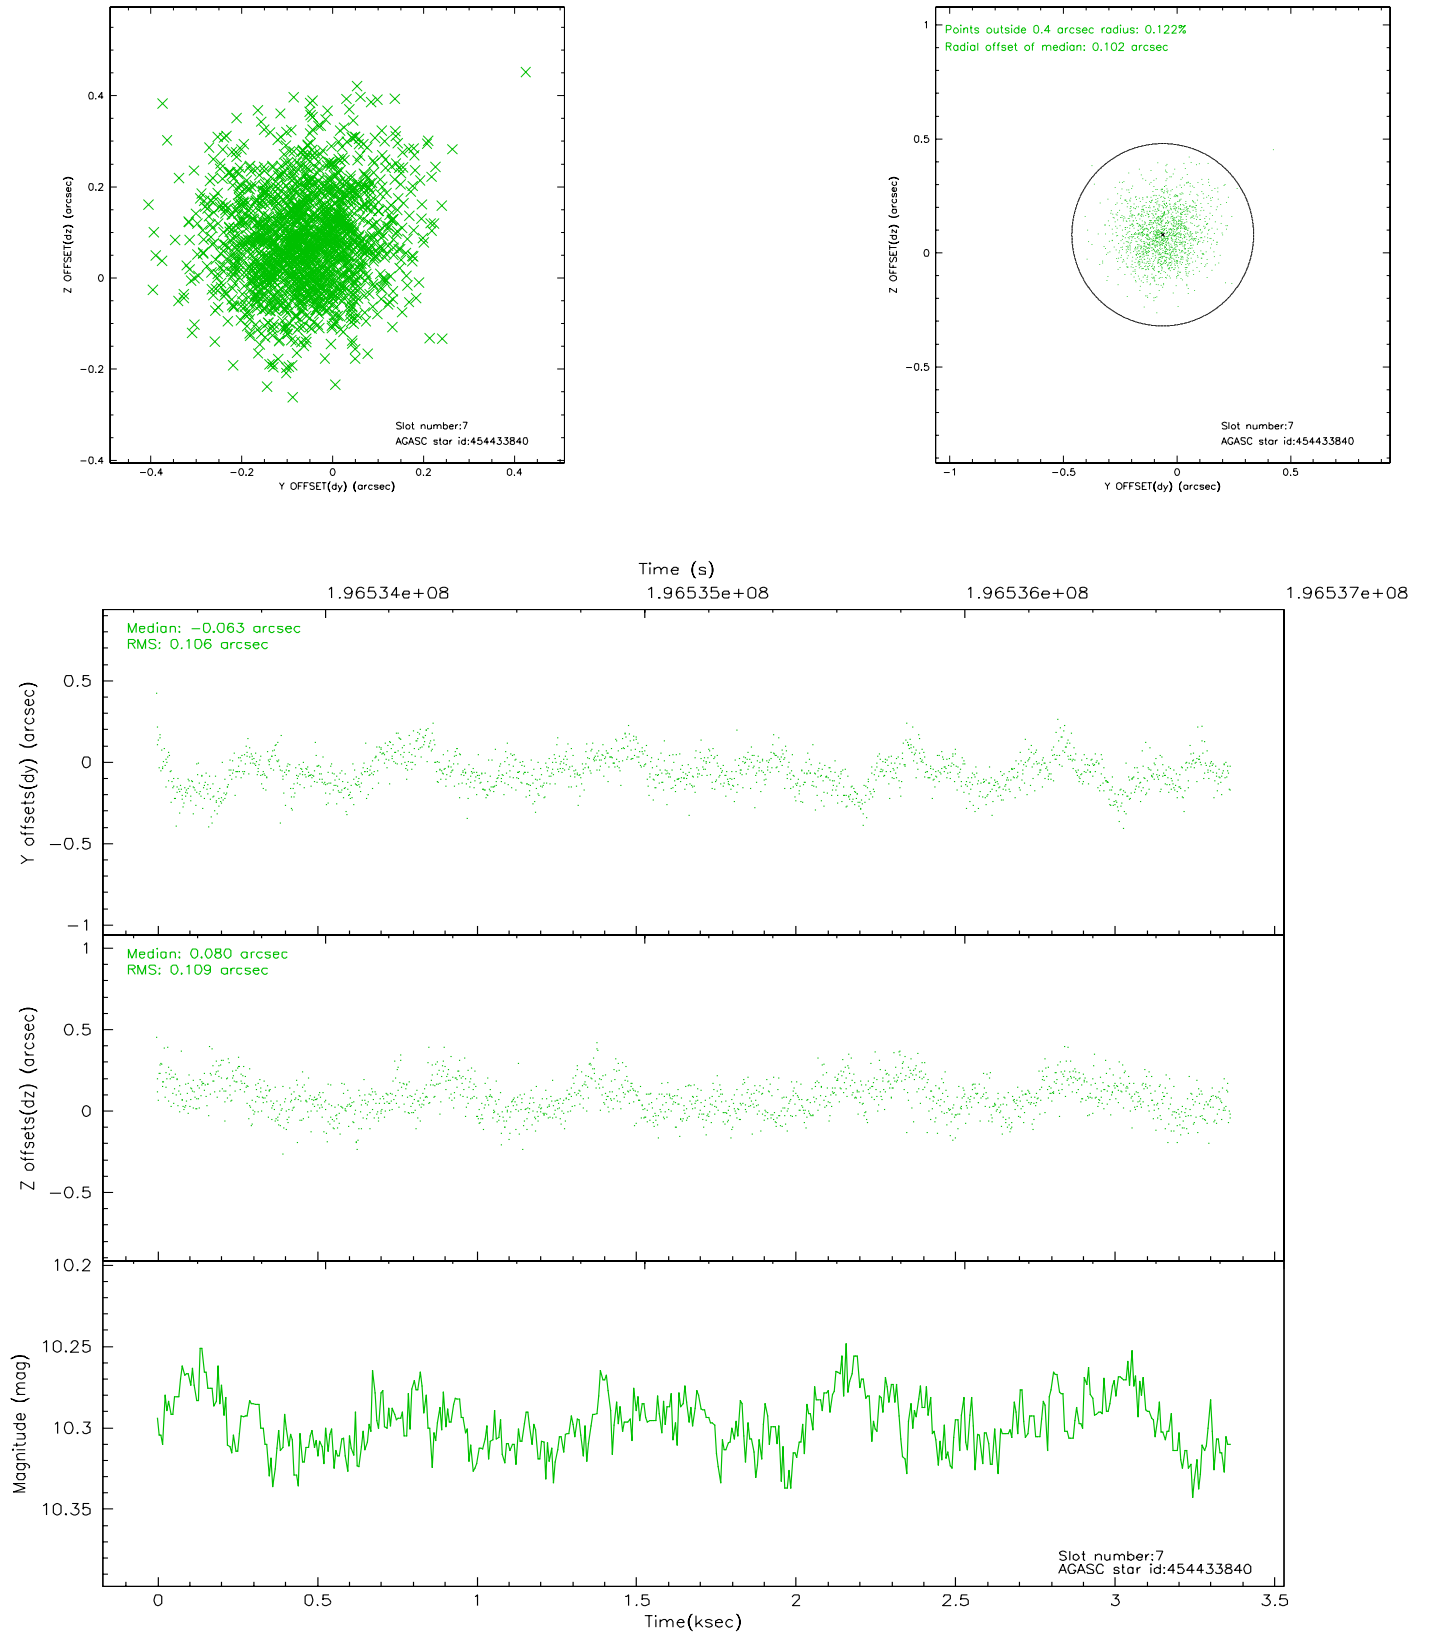 0.4
0.2
0
−0.2
−0.4
Z OFFSET(dz) (arcsec)
−0.4
−0.2
0
0.2
0.4
Y OFFSET(dy) (arcsec)
Slot number:7
AGASC star id:454433840
Points outside 0.4 arcsec radius: 0.122%
Radial offset of median: 0.102 arcsec
1
0.5
0
−0.5
Z OFFSET(dz) (arcsec)
−1
−0.5
0
0.5
Y OFFSET(dy) (arcsec)
Slot number:7
AGASC star id:454433840
Time (s)
1.96534e+08
1.96535e+08
1.96536e+08
1.96537e+08
Median: −0.063 arcsec
RMS: 0.106 arcsec
0.5
0
−0.5
−1
Y offsets(dy) (arcsec)
Median: 0.080 arcsec
RMS: 0.109 arcsec
1
0.5
0
−0.5
Z offsets(dz) (arcsec)
10.2
10.25
10.3
10.35
Magnitude (mag)
Slot number:7
AGASC star id:454433840
0
0.5
1
1.5
2
2.5
3
3.5
Time(ksec)